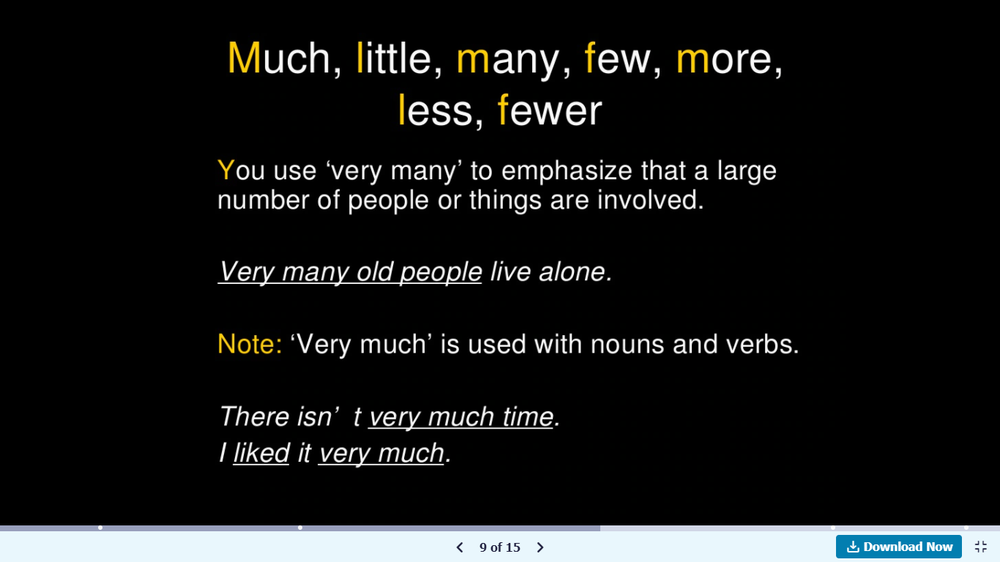 Much, little, many, few, more,
less, fewer
You use ‘very many’ to emphasize that a large
number of people or things are involved.
Very many old people live alone.
Note: ‘Very much’ is used with nouns and verbs.
There isn’ t very much time.
I liked it very much.
9 of 15
Download Now